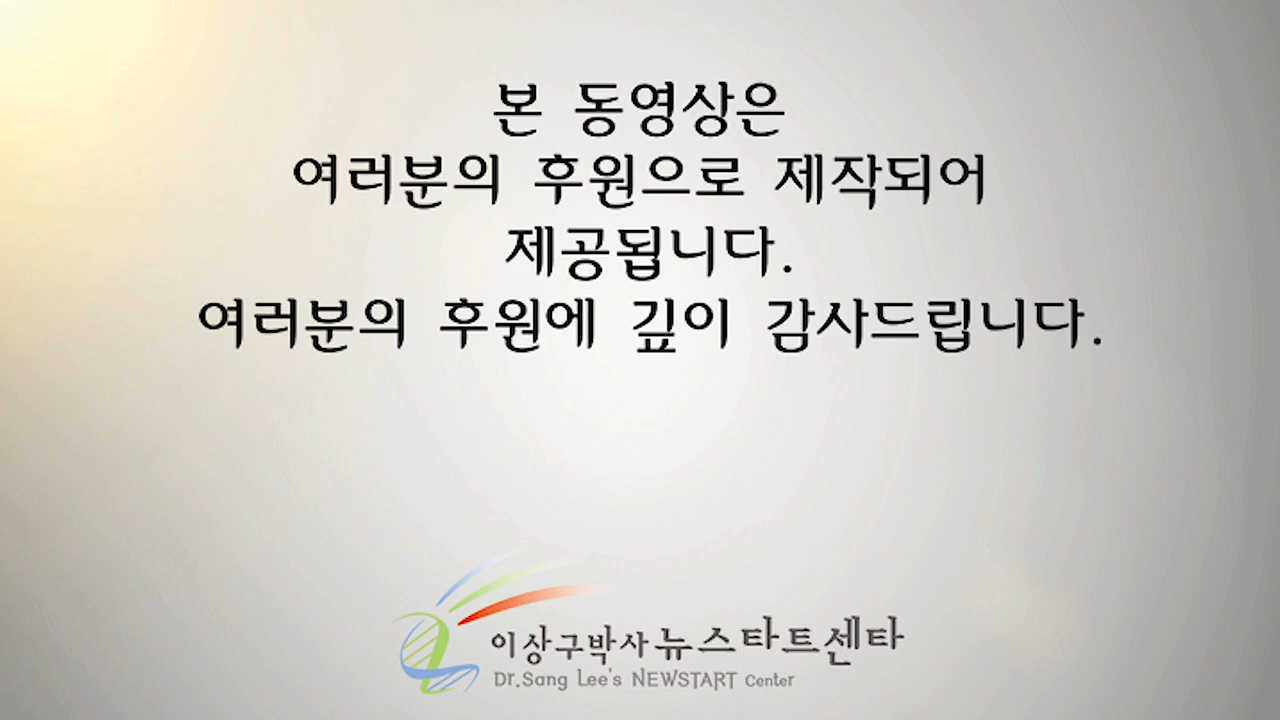 본 동영상은
여러분의 후원으로 제작되어
제공됩니다.
여러분의 후원에 깊이 감사드립니다.
이상구박사 뉴스타트센타
Dr.Sang Lee's NEWSTART Center